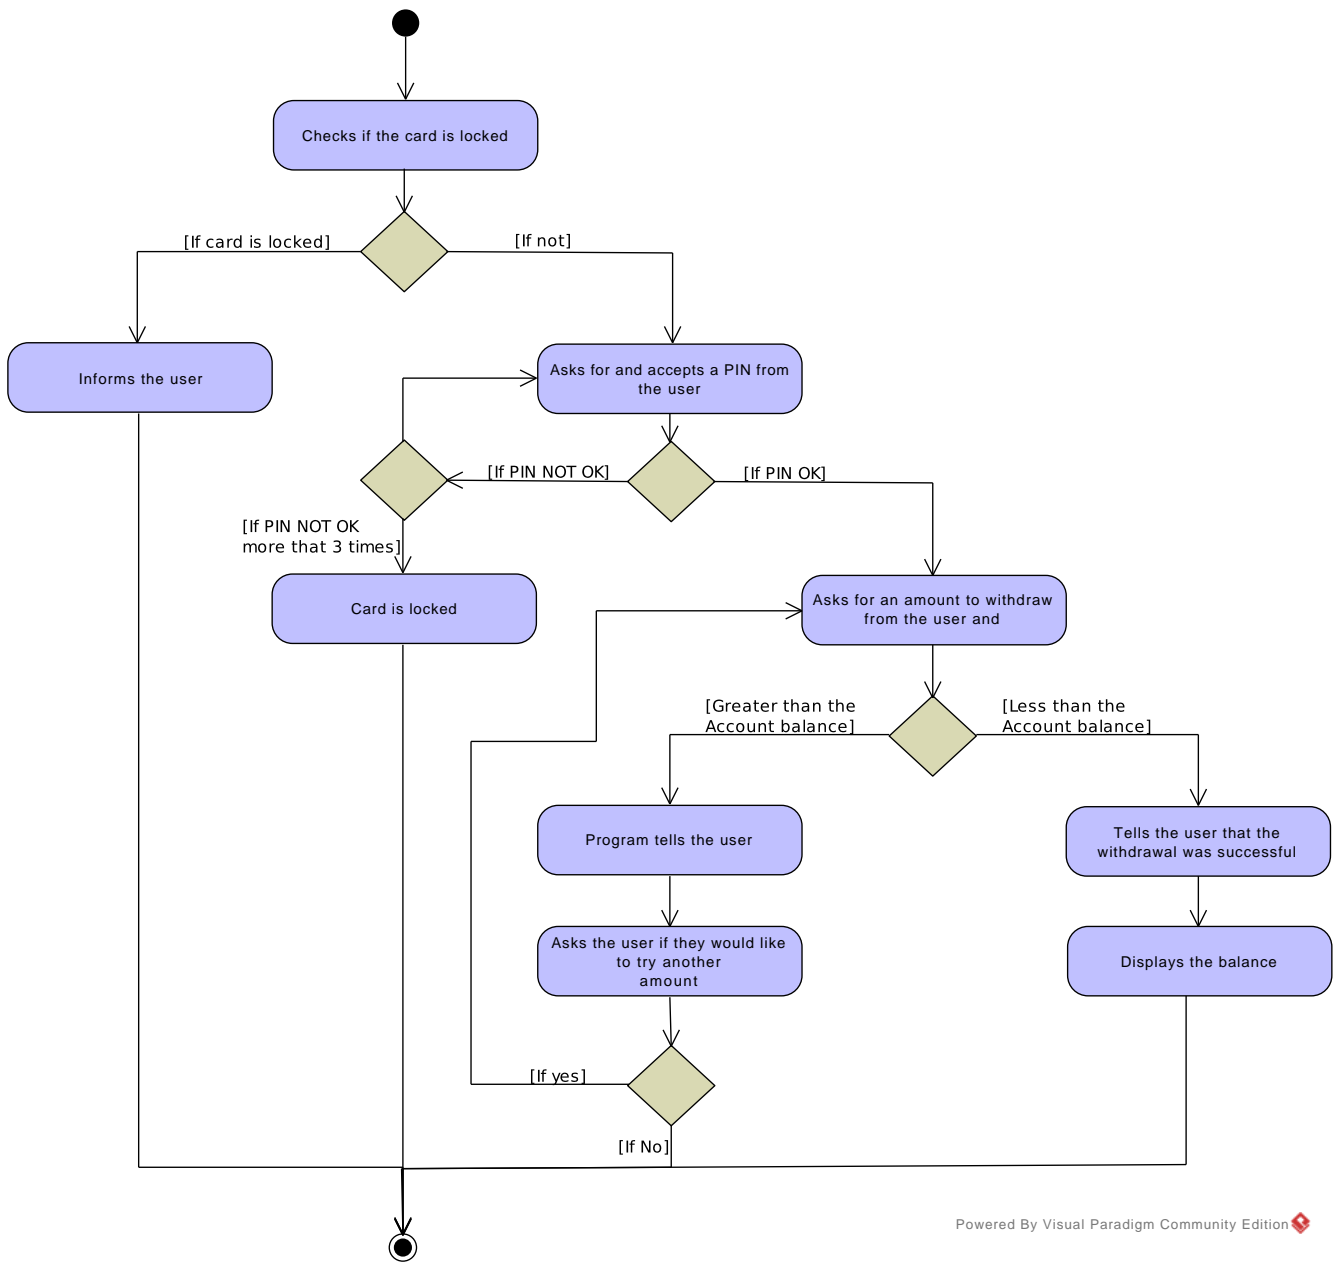 Checks if the card is locked
[If card is locked]
[If not]
Informs the user
Asks for and accepts a PIN from
the user
[If PIN NOT OK]
[If PIN OK]
[If PIN NOT OK
more that 3 times]
Card is locked
Asks for an amount to withdraw
from the user and
[Greater than the
Account balance]
[Less than the
Account balance]
Program tells the user
Tells the user that the
withdrawal was successful
Asks the user if they would like
to try another
amount
Displays the balance
[If yes]
[If No]
Powered By Visual Paradigm Community Edition